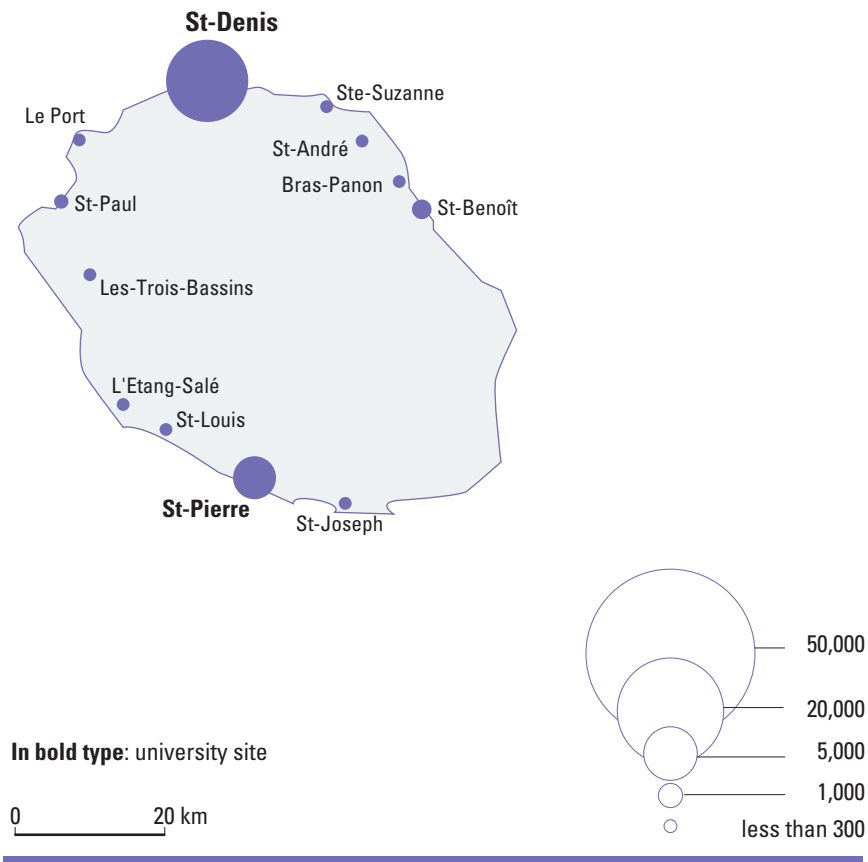 St-Denis
Ste-Suzanne
Le Port
St-André
Bras-Panon
St-Paul
St-Benoît
Les-Trois-Bassins
L'Etang-Salé
St-Louis
St-Pierre
St-Joseph
50,000
20,000
In bold type: university site
5,000
1,000
0 20 km
less than 300